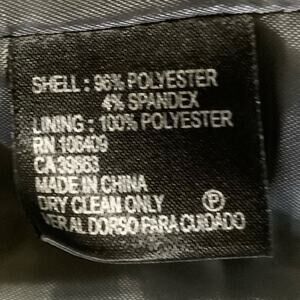 SHELL : 96% POLYESTER
4% SPANDEX
LINING : 100% POLYESTER
RN 106409
CA 39663
MADE IN CHINA
DRY CLEAN ONLY Ⓟ
VER AL DORSO PARA CUIDADO